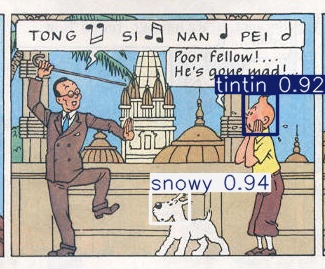 TONG SI NAN PEI
Poor fellow!...
He's gone mad!...
tintin 0.92
snowy 0.94